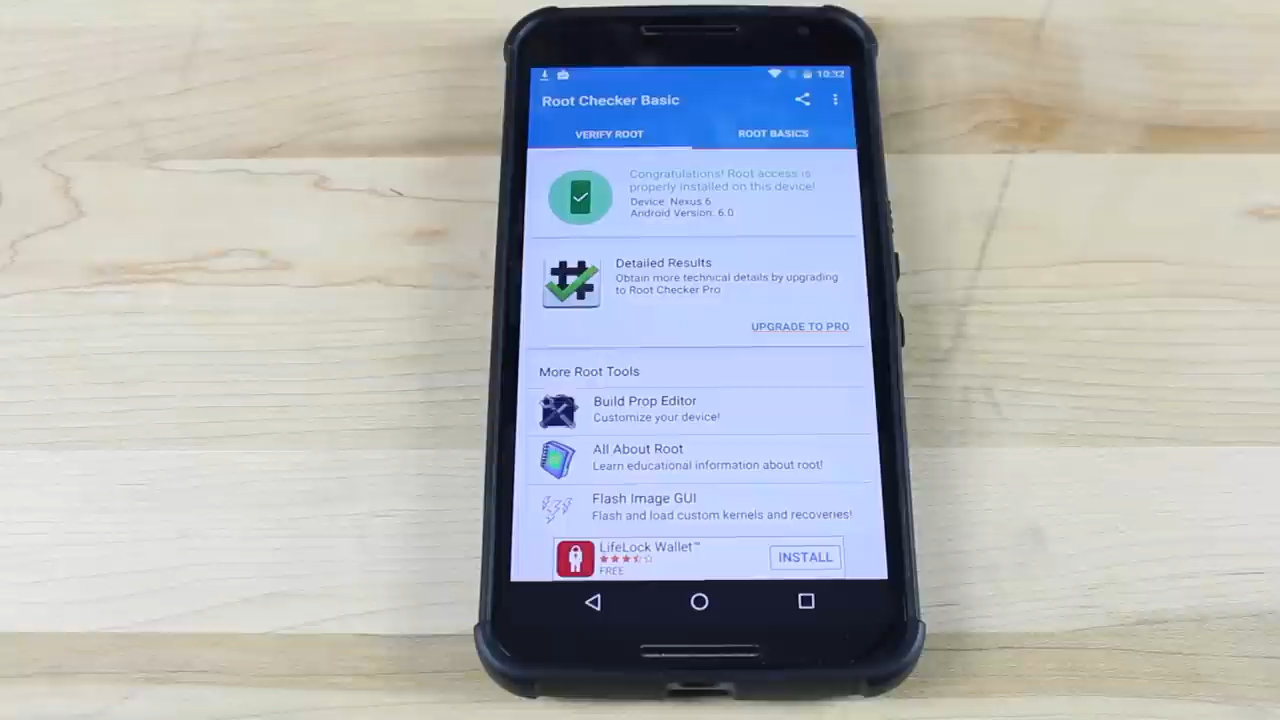 10:32
Root Checker Basic
VERIFY ROOT
ROOT BASICS
Congratulations! Root access is
properly installed on this device!
Device: Nexus 6
Android Version: 6.0
Detailed Results
Obtain more technical details by upgrading
to Root Checker Pro
UPGRADE TO PRO
More Root Tools
Build Prop Editor
Customize your device!
All About Root
Learn educational information about root!
Flash Image GUI
Flash and load custom kernels and recoveries!
LifeLock Wallet™
FREE
INSTALL